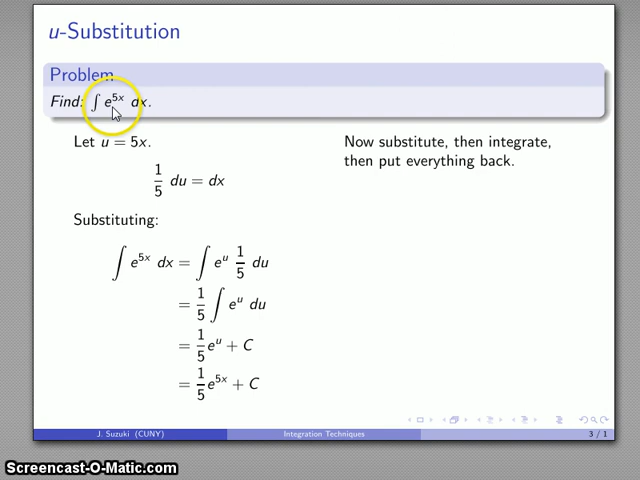 u-Substitution
Problem
Find: ∫ e^{5x} dx.
Let u = 5x.
1/5 du = dx
Substituting:
∫ e^{5x} dx = ∫ e^u 1/5 du
= 1/5 ∫ e^u du
= 1/5 e^u + C
= 1/5 e^{5x} + C
Now substitute, then integrate,
then put everything back.
J. Suzuki (CUNY) Integration Techniques 3 / 1
Screencast-O-Matic.com